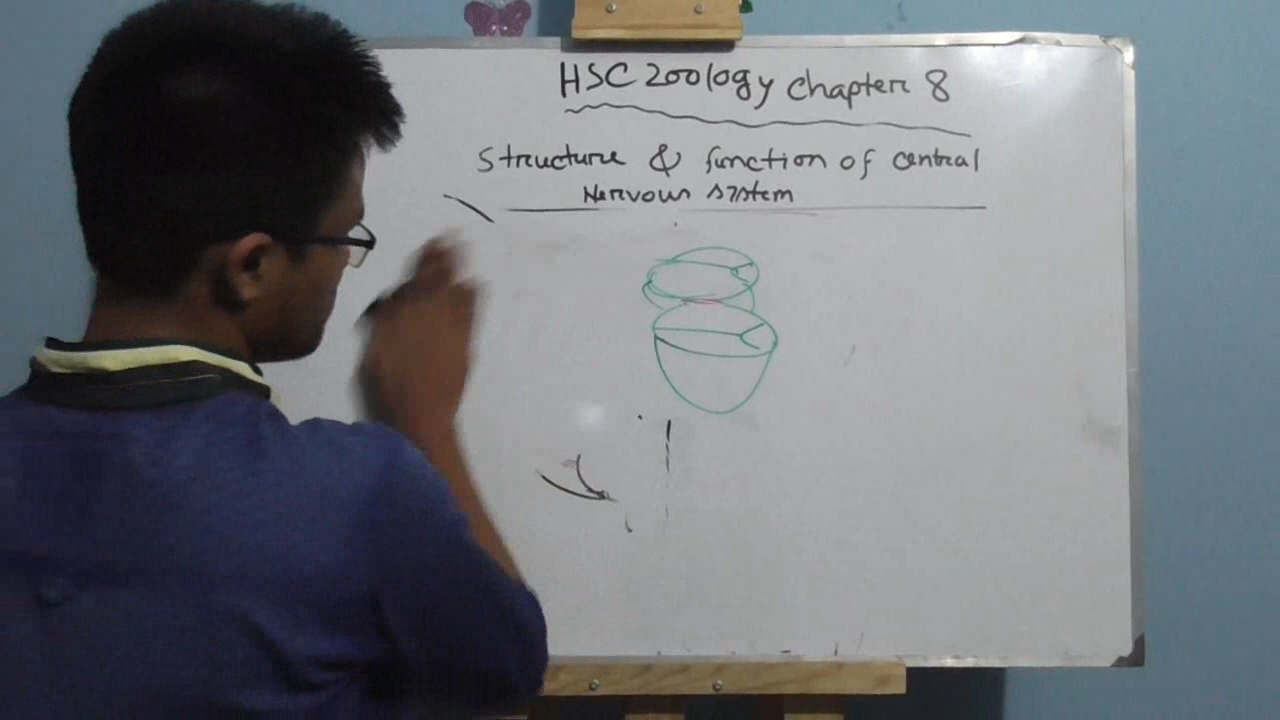 HSC Zoology Chapter 8
Structure & function of central
Nervous system